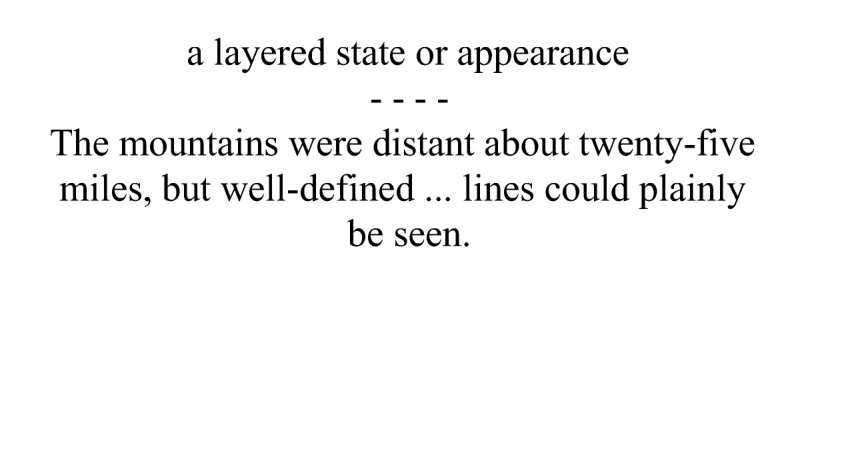 a layered state or appearance
- - - -
The mountains were distant about twenty-five
miles, but well-defined ... lines could plainly
be seen.